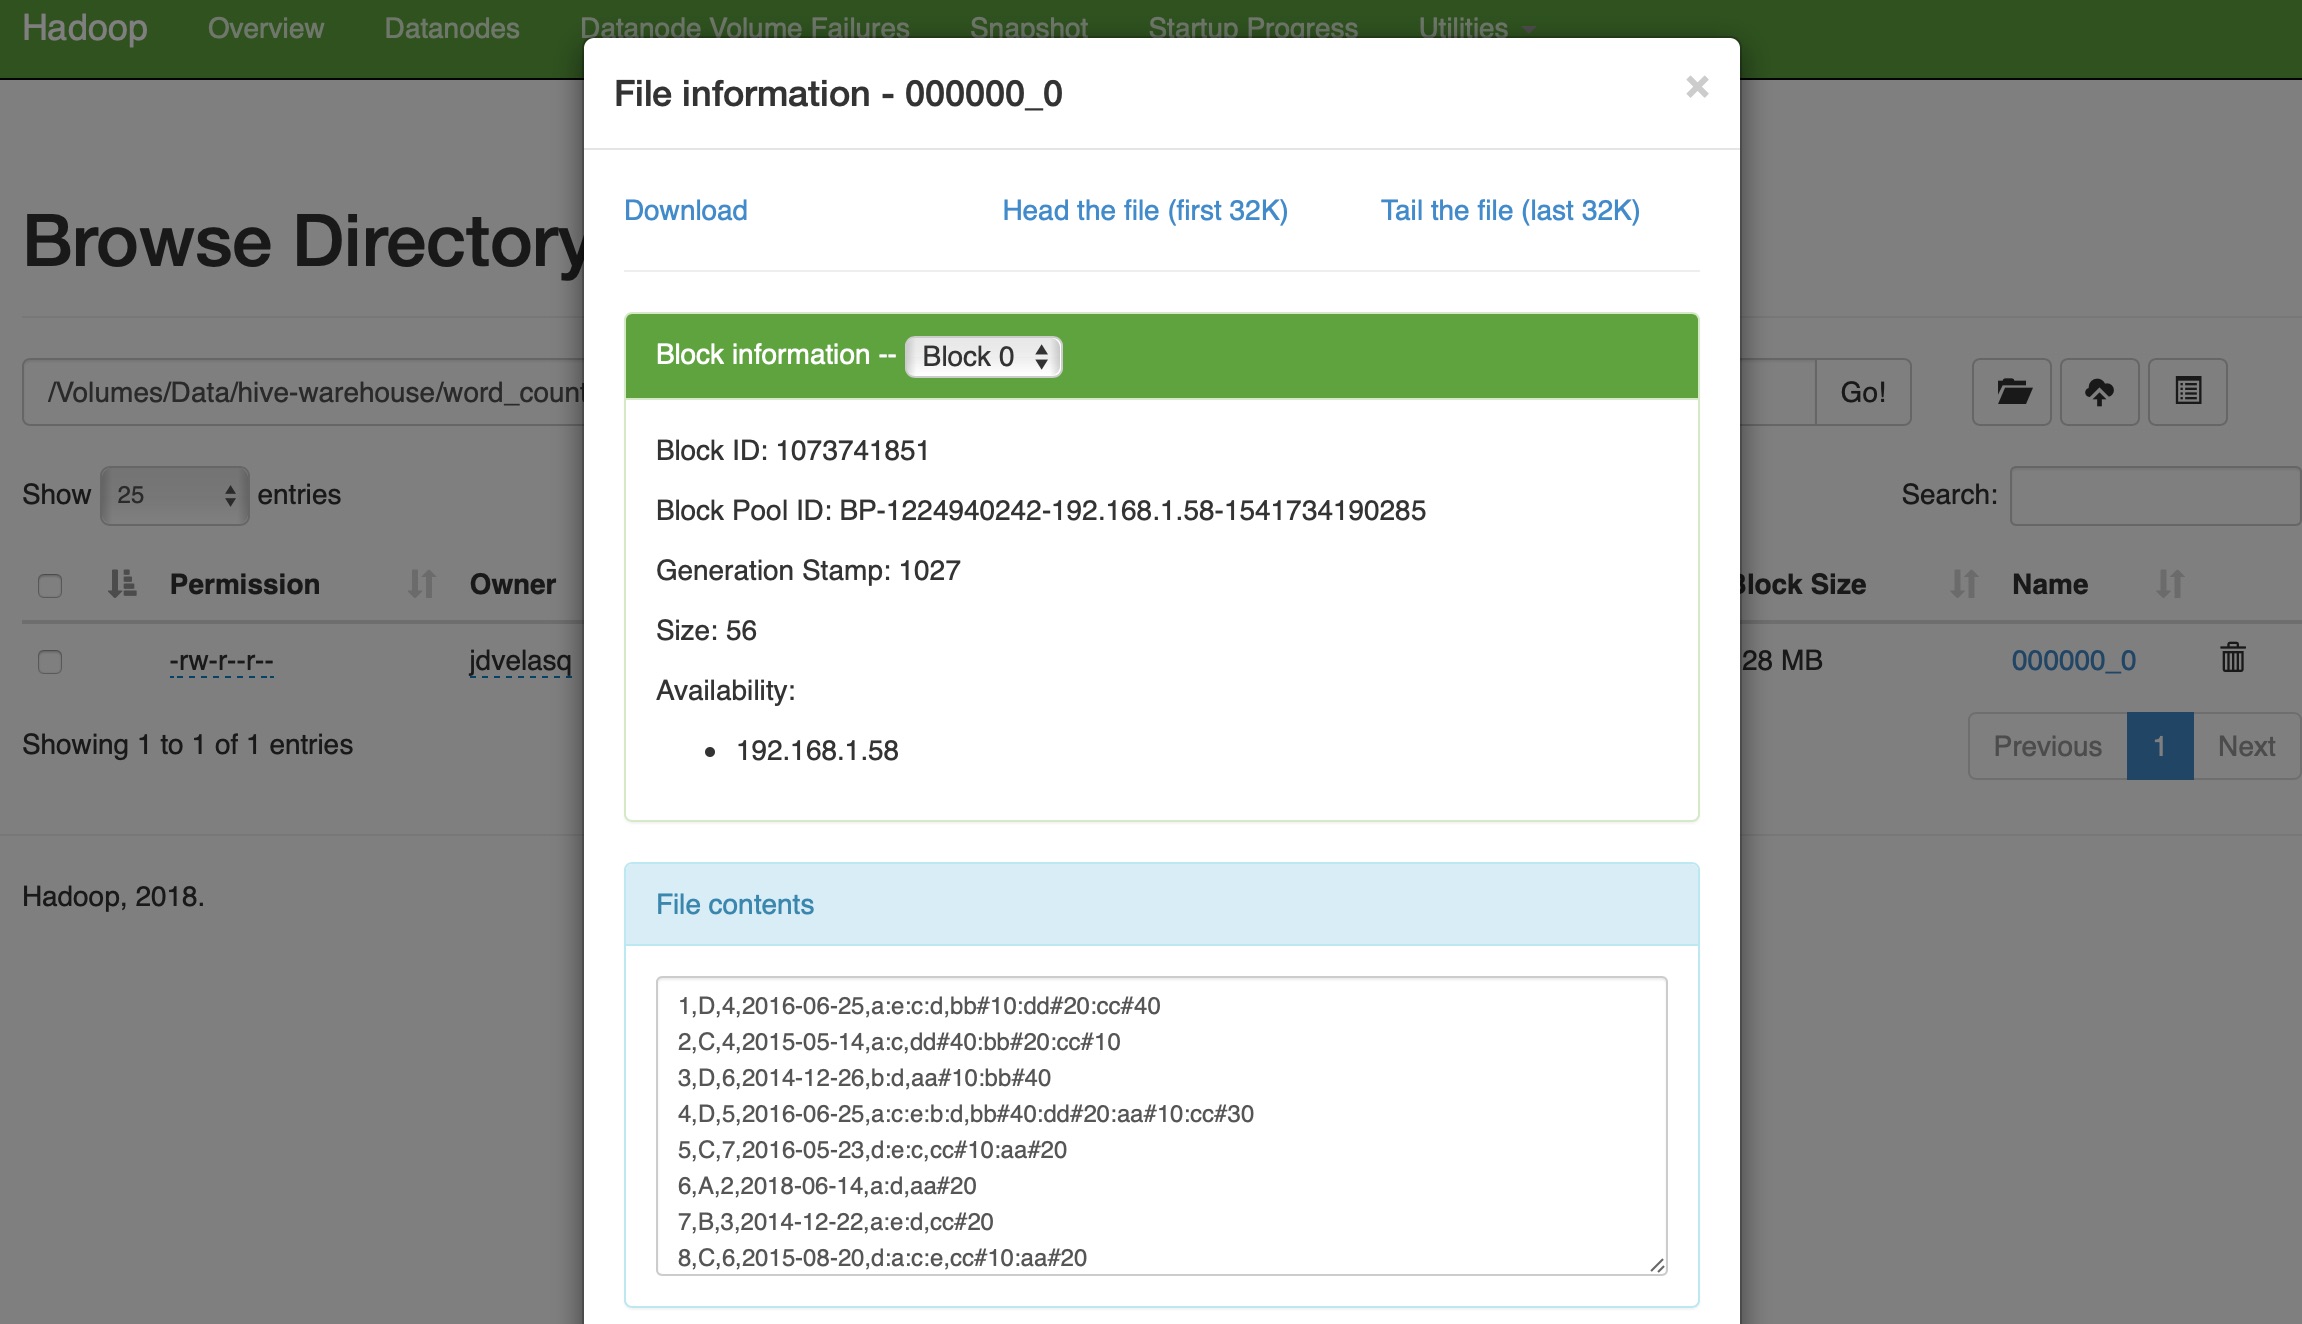 Hadoop Overview Datanodes Datanode Volume Failures Snapshot Startup Progress Utilities
File information - 000000_0 ×
Download Head the file (first 32K) Tail the file (last 32K)
Browse Directory
Block information -- Block 0
/Volumes/Data/hive-warehouse/word_count Go!
Block ID: 1073741851
Block Pool ID: BP-1224940242-192.168.1.58-1541734190285
Generation Stamp: 1027
Size: 56
Availability:
• 192.168.1.58
Show 25 entries Search:
Permission Owner Block Size Name
-rw-r--r-- jdvelasq 28 MB 000000_0
Showing 1 to 1 of 1 entries Previous 1 Next
Hadoop, 2018.
File contents
1,D,4,2016-06-25,a:e:c:d,bb#10:dd#20:cc#40
2,C,4,2015-05-14,a:c,dd#40:bb#20:cc#10
3,D,6,2014-12-26,b:d,aa#10:bb#40
4,D,5,2016-06-25,a:c:e:b:d,bb#40:dd#20:aa#10:cc#30
5,C,7,2016-05-23,d:e:c,cc#10:aa#20
6,A,2,2018-06-14,a:d,aa#20
7,B,3,2014-12-22,a:e:d,cc#20
8,C,6,2015-08-20,d:a:c:e,cc#10:aa#20